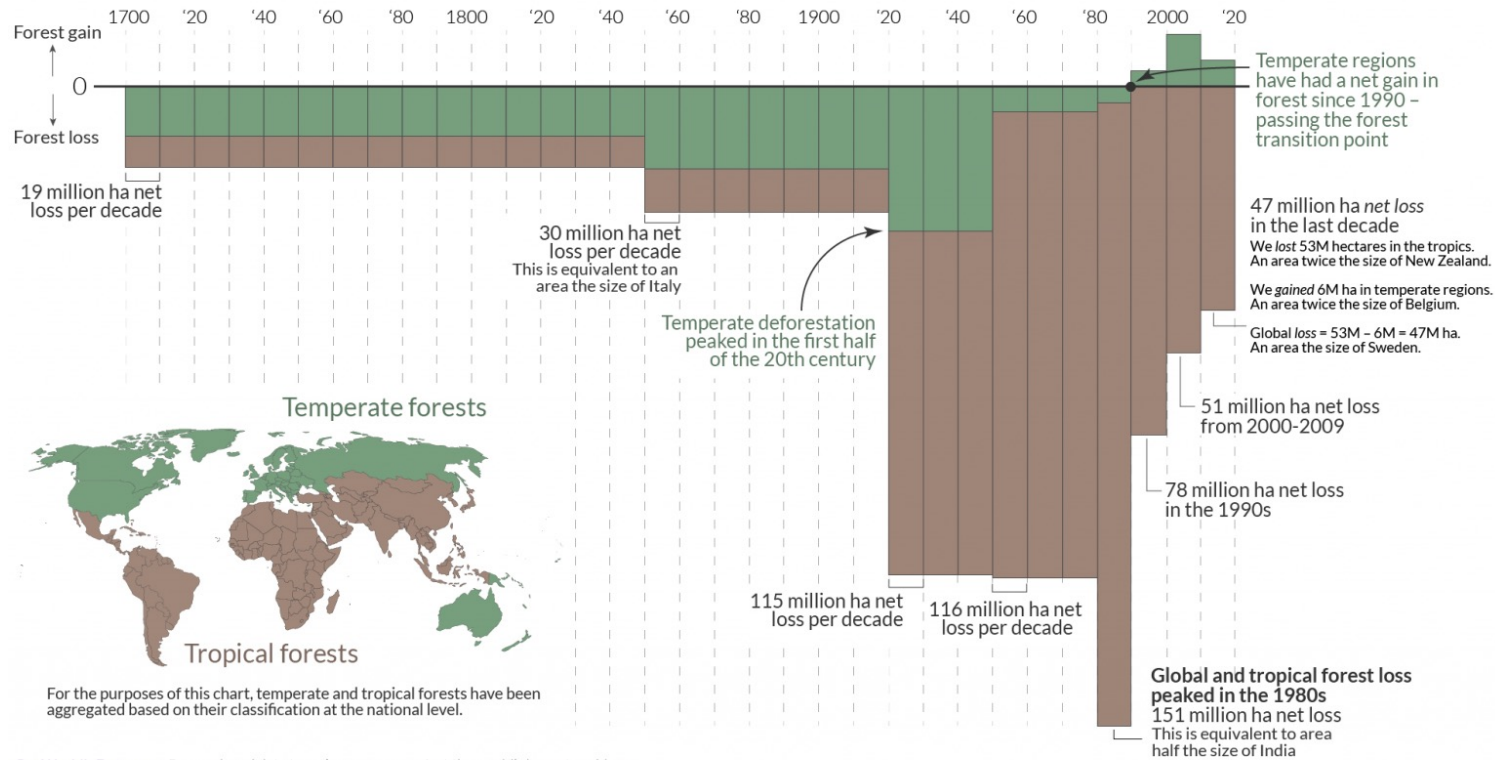 1700 '20 '40 '60 '80 1800 '20 '40 '60 '80 1900 '20 '40 '60 '80 2000 '20
Forest gain
0
Forest loss
19 million ha net
loss per decade
30 million ha net
loss per decade
This is equivalent to an
area the size of Italy
Temperate deforestation
peaked in the first half
of the 20th century
Temperate regions
have had a net gain in
forest since 1990 –
passing the forest
transition point
47 million ha net loss
in the last decade
We lost 53M hectares in the tropics.
An area twice the size of New Zealand.
We gained 6M ha in temperate regions.
An area twice the size of Belgium.
Global loss = 53M – 6M = 47M ha.
An area the size of Sweden.
51 million ha net loss
from 2000-2009
78 million ha net loss
in the 1990s
115 million ha net
loss per decade
116 million ha net
loss per decade
Global and tropical forest loss
peaked in the 1980s
151 million ha net loss
This is equivalent to area
half the size of India
Temperate forests
Tropical forests
For the purposes of this chart, temperate and tropical forests have been
aggregated based on their classification at the national level.